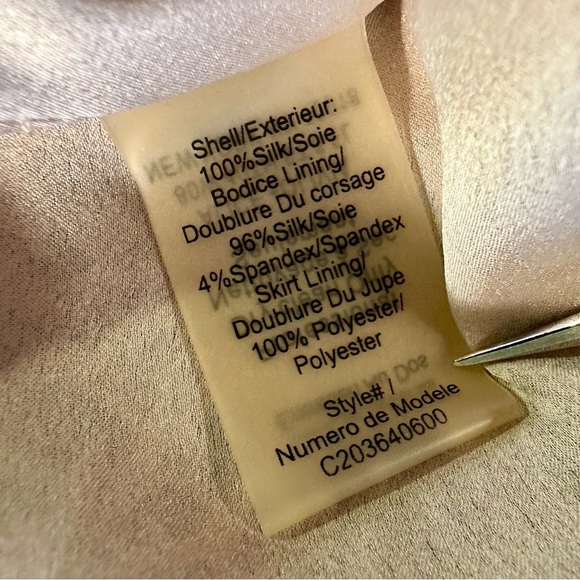 Shell/Exterieur:
100%Silk/Soie
Bodice Lining/
Doublure Du corsage
96%Silk/Soie
4%Spandex/Spandex
Skirt Lining/
Doublure Du Jupe
100% Polyester/
Polyester
Style# /
Numero de Modele
C203640600